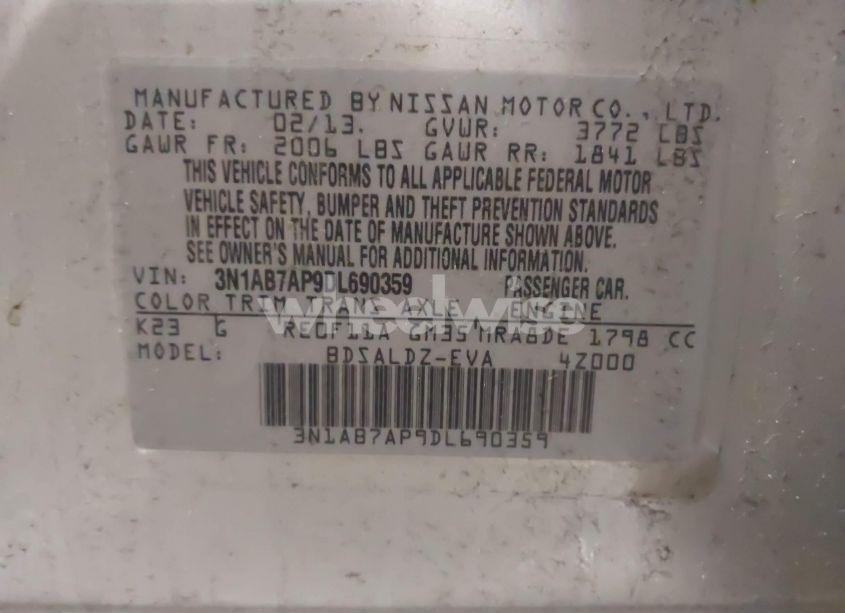 MANUFACTURED BY NISSAN MOTOR CO., LTD.
DATE: 02/13. GVWR: 3772 LBS
GAWR FR: 2006 LBS GAWR RR: 1841 LBS
THIS VEHICLE CONFORMS TO ALL APPLICABLE FEDERAL MOTOR
VEHICLE SAFETY, BUMPER AND THEFT PREVENTION STANDARDS
IN EFFECT ON THE DATE OF MANUFACTURE SHOWN ABOVE.
SEE OWNER'S MANUAL FOR ADDITIONAL INFORMATION.
VIN: 3N1AB7AP9DL690359 PASSENGER CAR.
COLOR TRIM TRANS AXLE ENGINE
wheelwise
K23 G RE0F11A GM35 MRA8DE 1798 CC
MODEL: BDSALDZ-EVA 4Z000
3N1AB7AP9DL690359